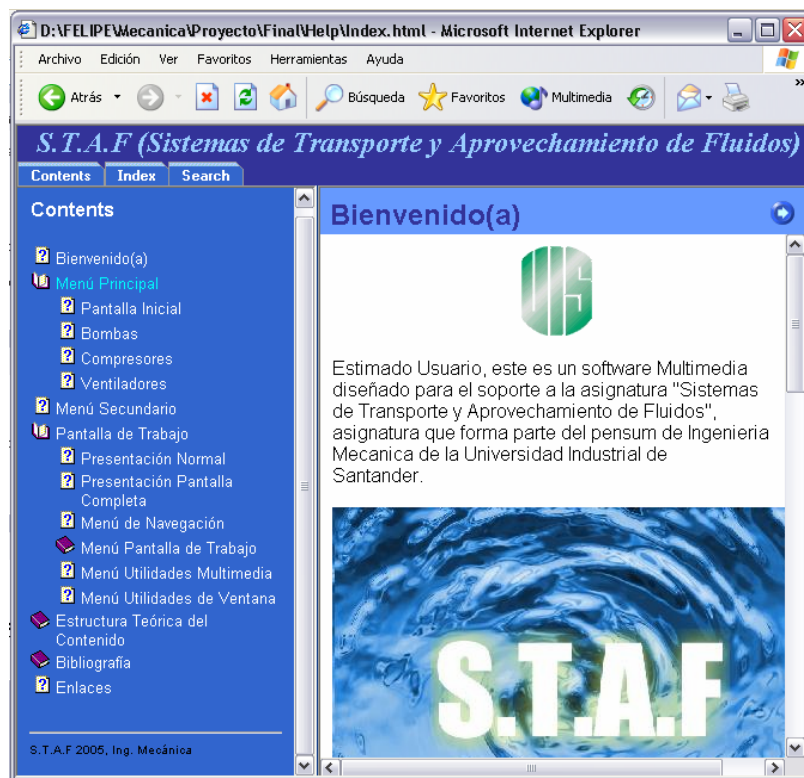 D:\FELIPE\Mecanica\Proyecto\Final\Help\Index.html - Microsoft Internet Explorer
Archivo Edición Ver Favoritos Herramientas Ayuda
Atrás Búsqueda Favoritos Multimedia
S.T.A.F (Sistemas de Transporte y Aprovechamiento de Fluidos)
Contents Index Search
Contents
Bienvenido(a)
Menú Principal
Pantalla Inicial
Bombas
Compresores
Ventiladores
Menú Secundario
Pantalla de Trabajo
Presentación Normal
Presentación Pantalla
Completa
Menú de Navegación
Menú Pantalla de Trabajo
Menú Utilidades Multimedia
Menú Utilidades de Ventana
Estructura Teórica del
Contenido
Bibliografía
Enlaces
S.T.A.F 2005, Ing. Mecánica
Bienvenido(a)
UIS
Estimado Usuario, este es un software Multimedia
diseñado para el soporte a la asignatura "Sistemas
de Transporte y Aprovechamiento de Fluidos",
asignatura que forma parte del pensum de Ingenieria
Mecanica de la Universidad Industrial de
Santander.
S.T.A.F